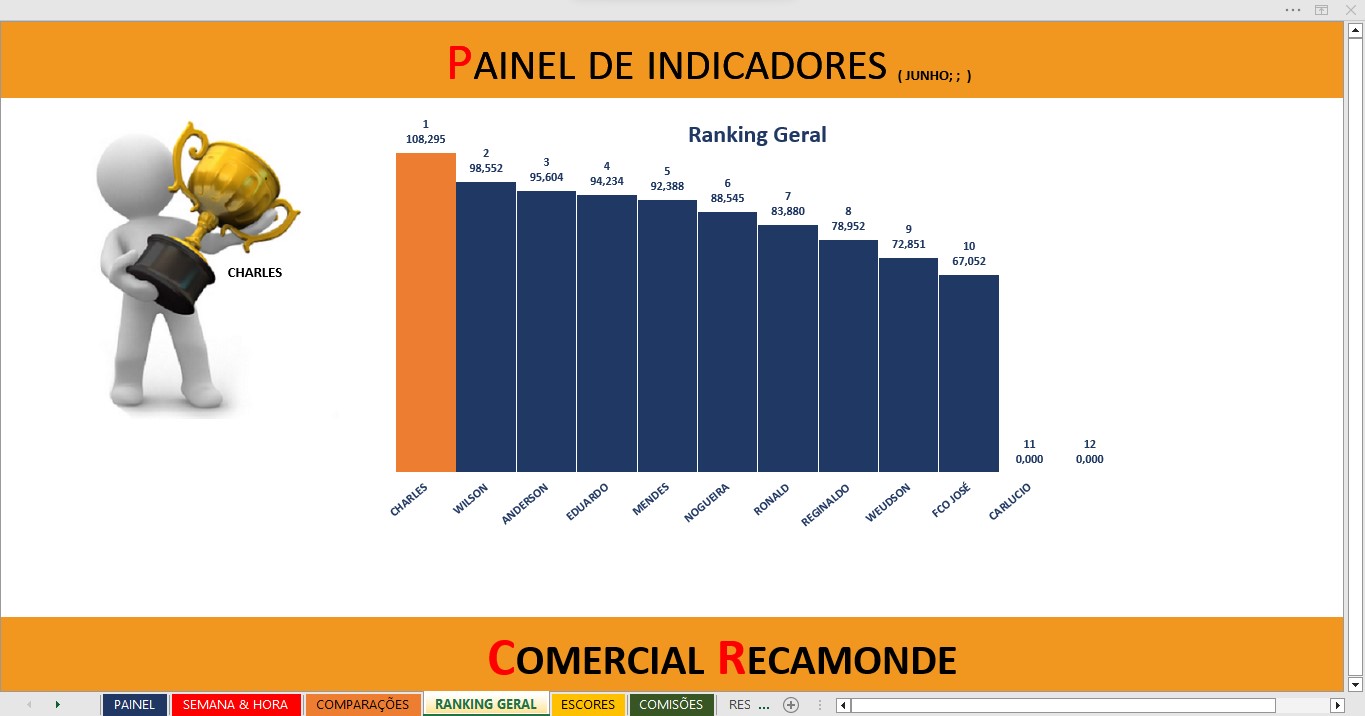 PAINEL DE INDICADORES ( JUNHO; ;  )
Ranking Geral
1
108,295
2
98,552
3
95,604
4
94,234
5
92,388
6
88,545
7
83,880
8
78,952
9
72,851
10
67,052
11
0,000
12
0,000
CHARLES
CHARLES
WILSON
ANDERSON
EDUARDO
MENDES
NOGUEIRA
RONALD
REGINALDO
WEUDSON
FCO JOSÉ
CARLUCIO
COMERCIAL RECAMONDE
PAINEL
SEMANA & HORA
COMPARAÇÕES
RANKING GERAL
ESCORES
COMISÕES
RES ...